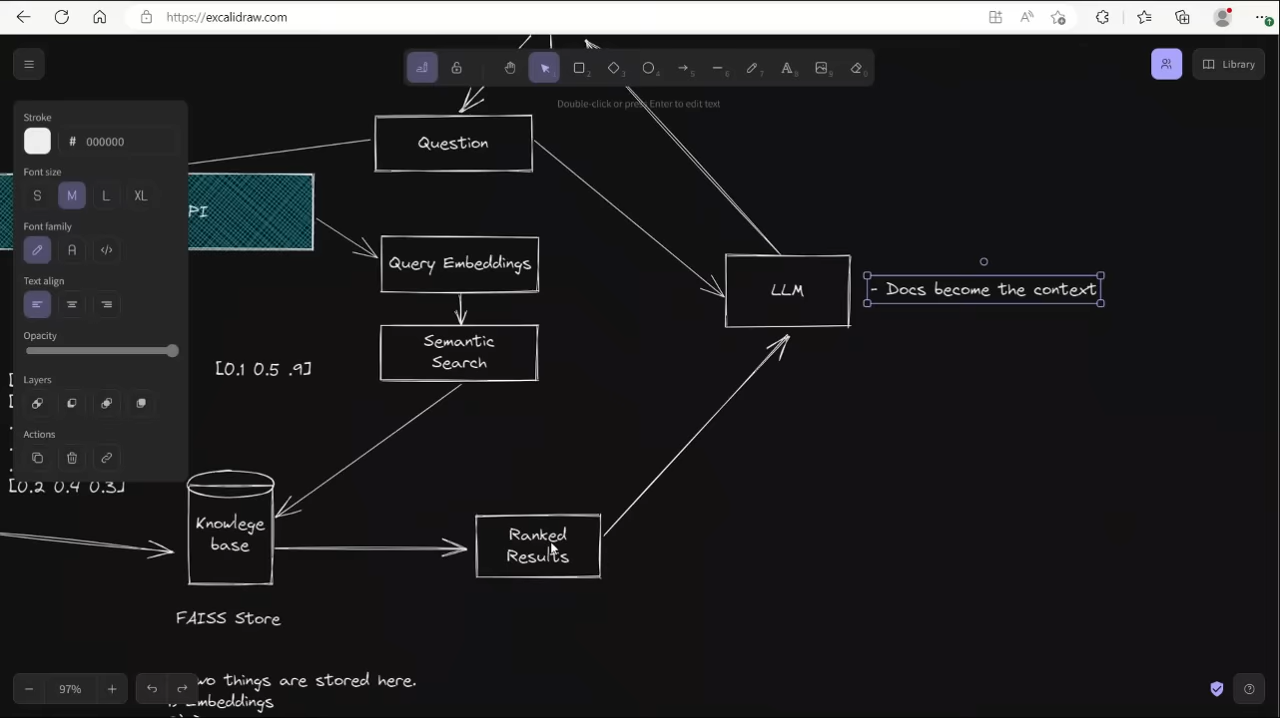 https://excalidraw.com
Library
Double-click or press Enter to edit text
Stroke
# 000000
Font size
S M L XL
Font family
A </>
Text align
Opacity
Layers
Actions
Question
PI
Query Embeddings
Semantic
Search
LLM
- Docs become the context
[0.1 0.5 .9]
[0.2 0.4 0.3]
Knowlege
base
Ranked
Results
FAISS Store
things are stored here.
Embeddings
97%